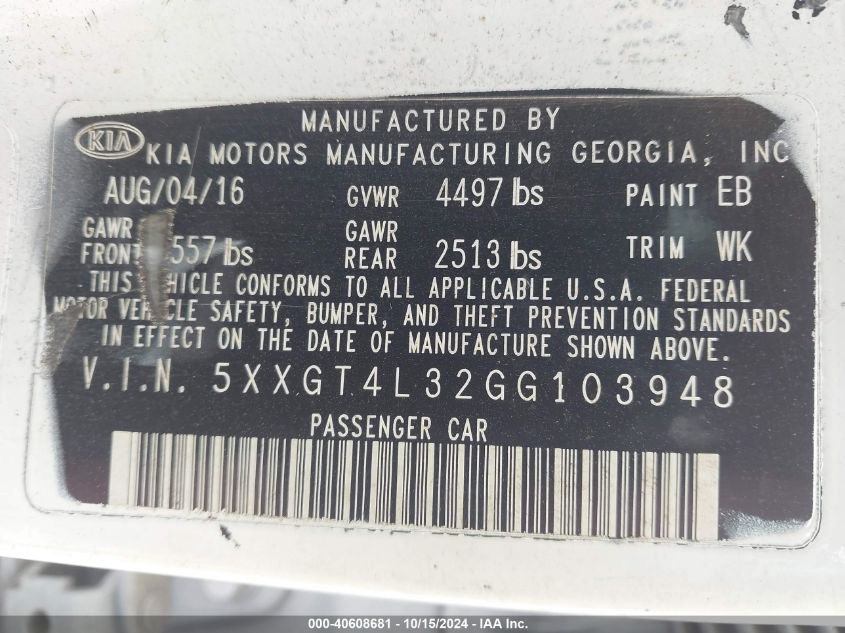 KIA
MANUFACTURED BY
KIA MOTORS MANUFACTURING GEORGIA, INC
AUG/04/16 GVWR 4497 lbs PAINT EB
GAWR FRONT 557 lbs GAWR REAR 2513 lbs TRIM WK
THIS VEHICLE CONFORMS TO ALL APPLICABLE U.S.A. FEDERAL
MOTOR VEHICLE SAFETY, BUMPER, AND THEFT PREVENTION STANDARDS
IN EFFECT ON THE DATE OF MANUFACTURE SHOWN ABOVE.
V.I.N. 5XXGT4L32GG103948
PASSENGER CAR
000-40608681 - 10/15/2024 - IAA Inc.